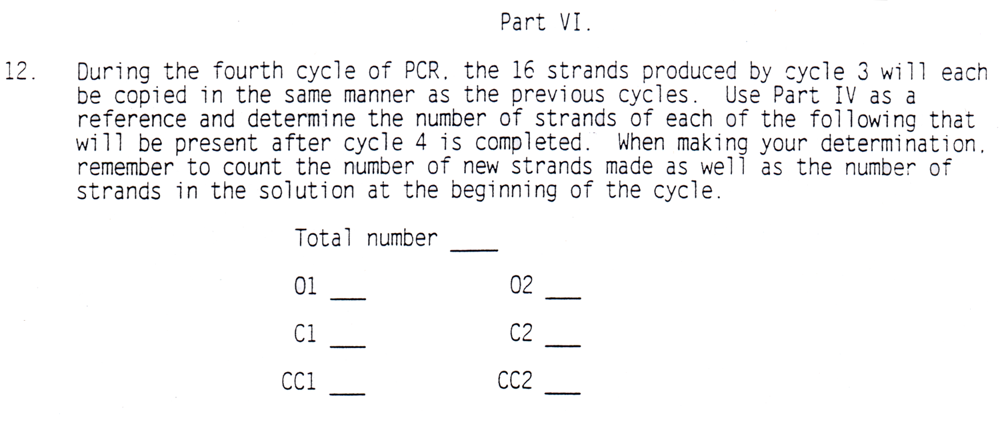 Part VI.
12. During the fourth cycle of PCR, the 16 strands produced by cycle 3 will each
be copied in the same manner as the previous cycles. Use Part IV as a
reference and determine the number of strands of each of the following that
will be present after cycle 4 is completed. When making your determination,
remember to count the number of new strands made as well as the number of
strands in the solution at the beginning of the cycle.
Total number ____
O1 ___ O2 ___
C1 ___ C2 ___
CC1 ___ CC2 ___